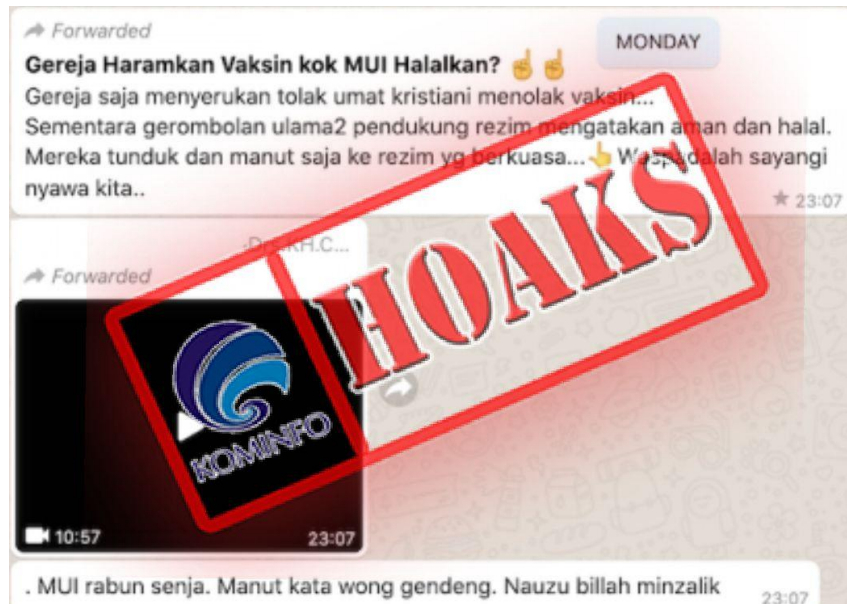 Forwarded
MONDAY
Gereja Haramkan Vaksin kok MUI Halalkan? ☝️☝️
Gereja saja menyerukan tolak umat kristiani menolak vaksin...
Sementara gerombolan ulama2 pendukung rezim mengatakan aman dan halal.
Mereka tunduk dan manut saja ke rezim yg berkuasa...👆 Waspadalah sayangi
nyawa kita..
23:07
Forwarded
HOAKS
KOMINFO
10:57
23:07
. MUI rabun senja. Manut kata wong gendeng. Nauzu billah minzalik
23:07